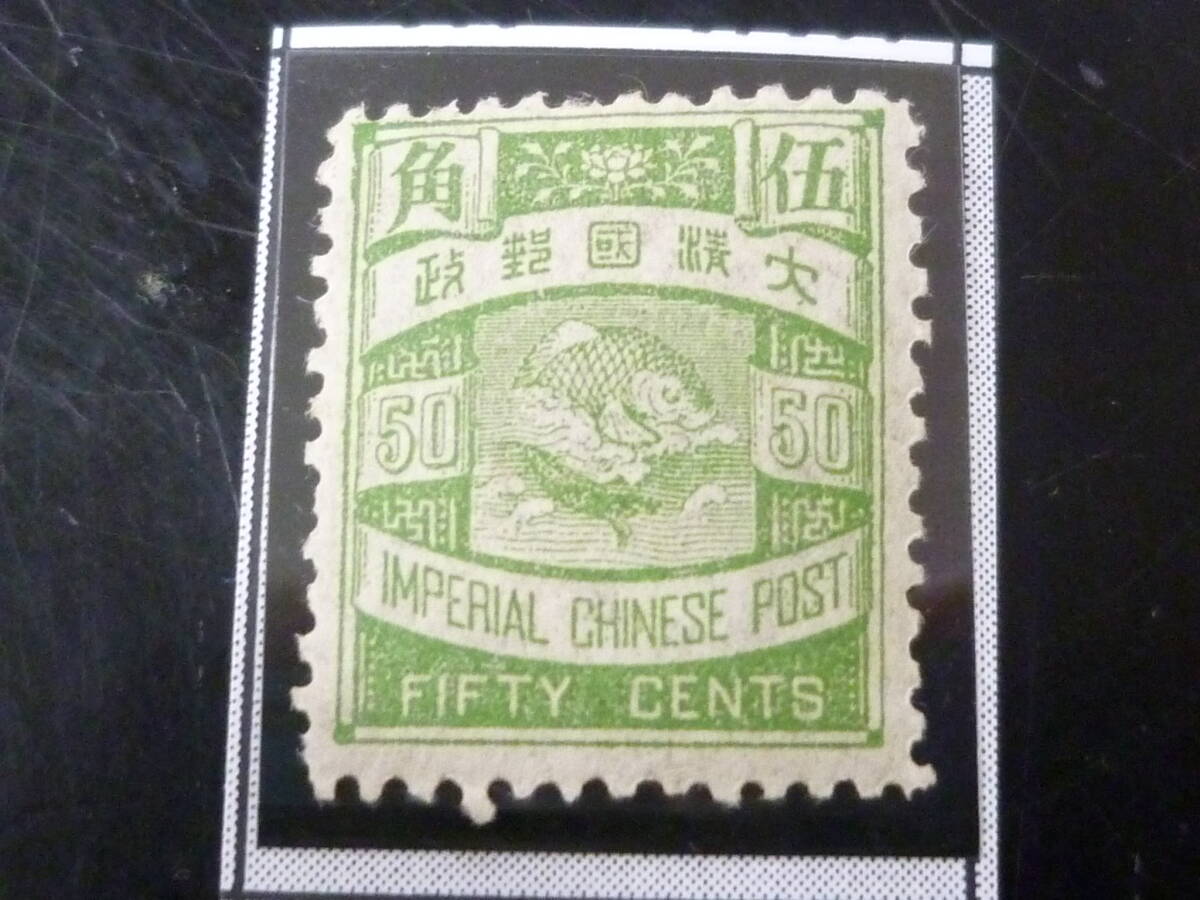 伍角
大清國郵政
50 50
IMPERIAL CHINESE POST
FIFTY CENTS